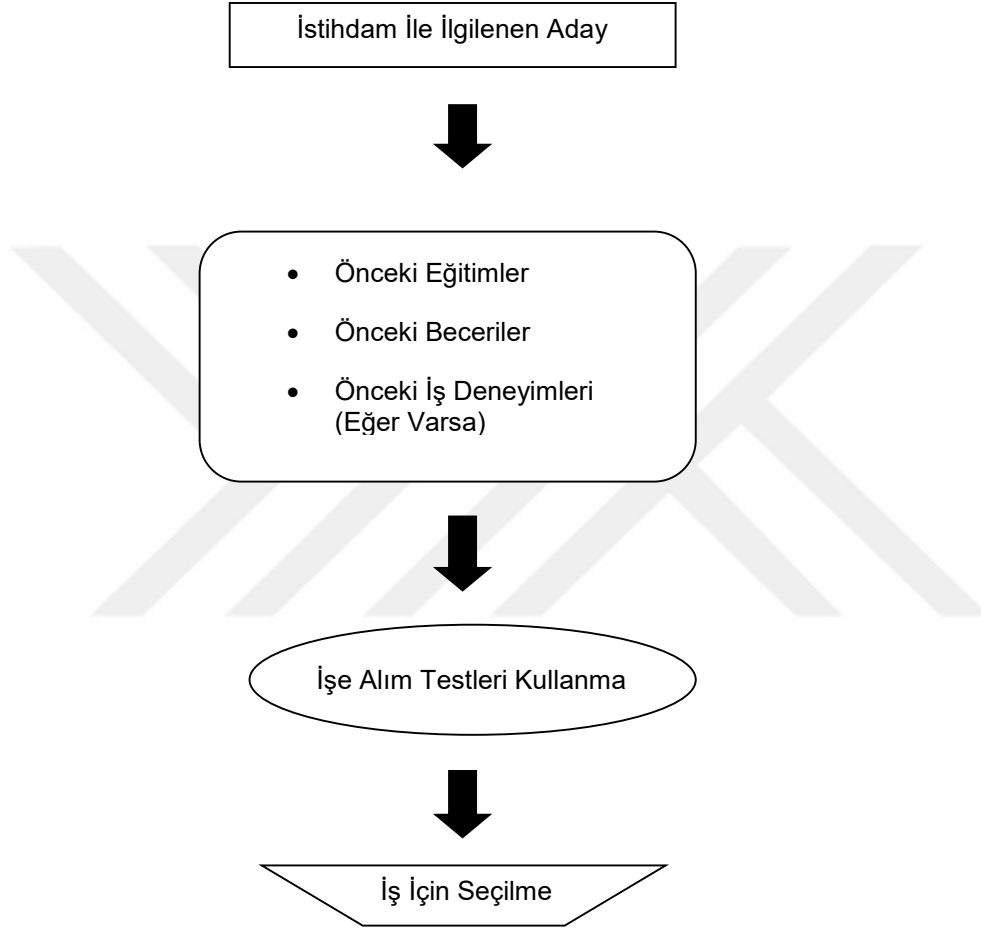 İstihdam İle İlgilenen Aday
• Önceki Eğitimler
• Önceki Beceriler
• Önceki İş Deneyimleri
(Eğer Varsa)
İşe Alım Testleri Kullanma
İş İçin Seçilme